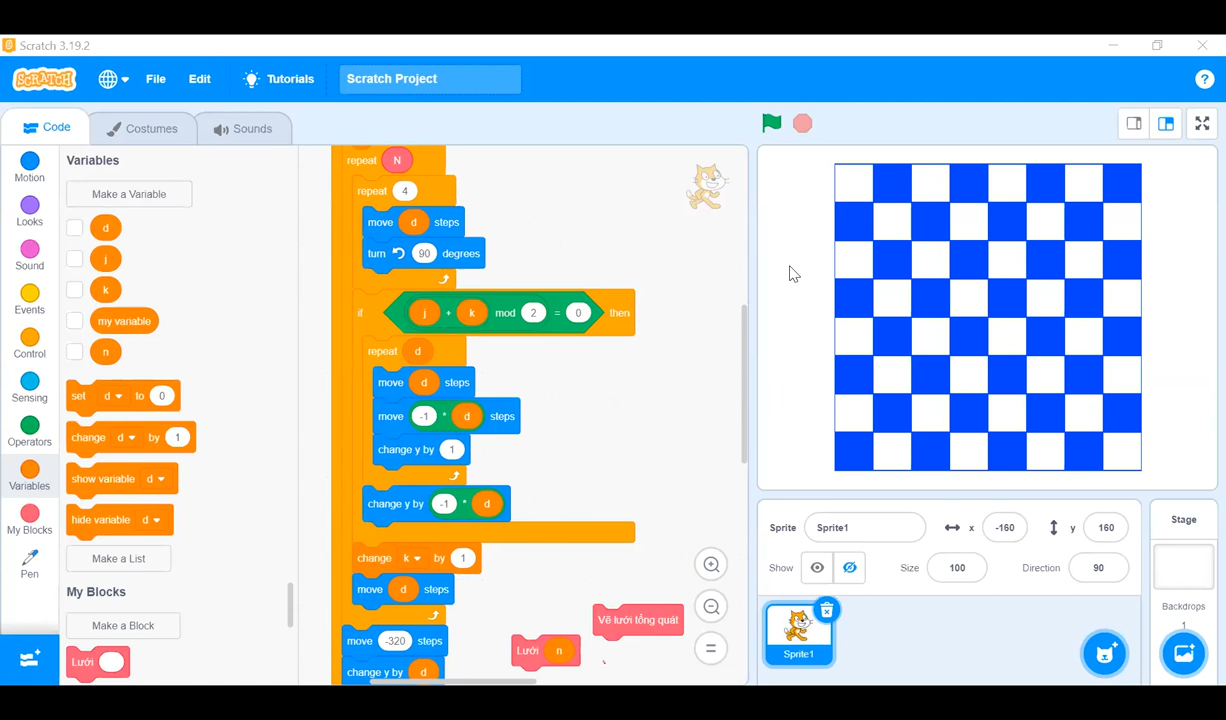 Scratch 3.19.2
SCRATCH
File
Edit
Tutorials
Scratch Project
?
Code
Costumes
Sounds
Motion
Looks
Sound
Events
Control
Sensing
Operators
Variables
My Blocks
Pen
Variables
Make a Variable
d
j
k
my variable
n
set d to 0
change d by 1
show variable d
hide variable d
Make a List
My Blocks
Make a Block
Lưới
repeat N
repeat 4
move d steps
turn 90 degrees
if j + k mod 2 = 0 then
repeat d
move d steps
move -1 * d steps
change y by 1
change y by -1 * d
change k by 1
move d steps
move -320 steps
change y by d
Vẽ lưới tổng quát
Lưới n
Sprite Sprite1 x -160 y 160
Show Size 100 Direction 90
Sprite1
Stage
Backdrops
1